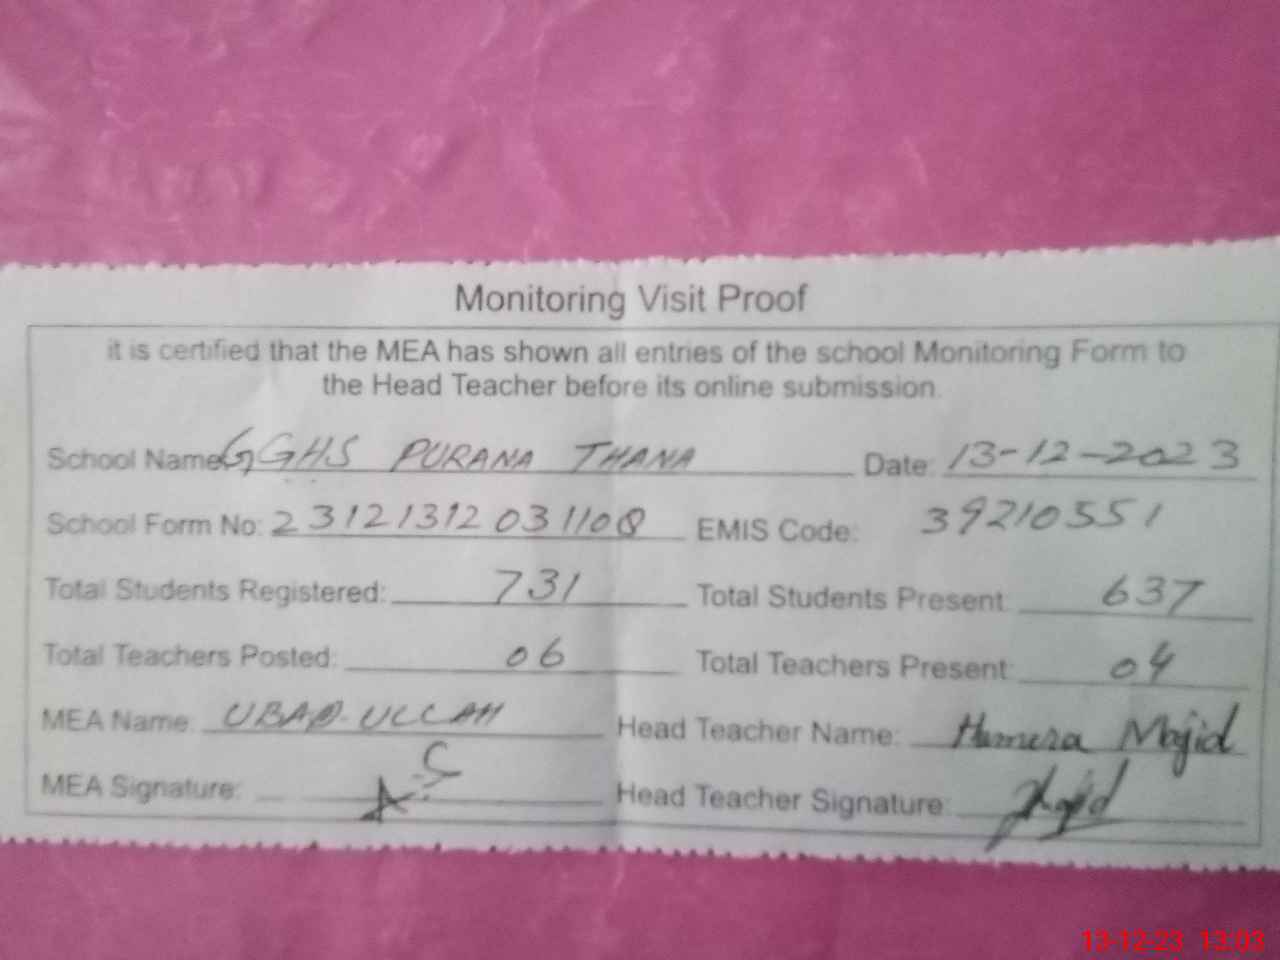 Monitoring Visit Proof
it is certified that the MEA has shown all entries of the school Monitoring Form to
the Head Teacher before its online submission.
School Name GGHS PURANA THANA Date: 13-12-2023
School Form No: 23121312031108 EMIS Code: 39210551
Total Students Registered: 731 Total Students Present: 637
Total Teachers Posted: 06 Total Teachers Present: 04
MEA Name: UBAD-ULLAH Head Teacher Name: Humera Majid
MEA Signature: Head Teacher Signature:
13-12-23 13:03